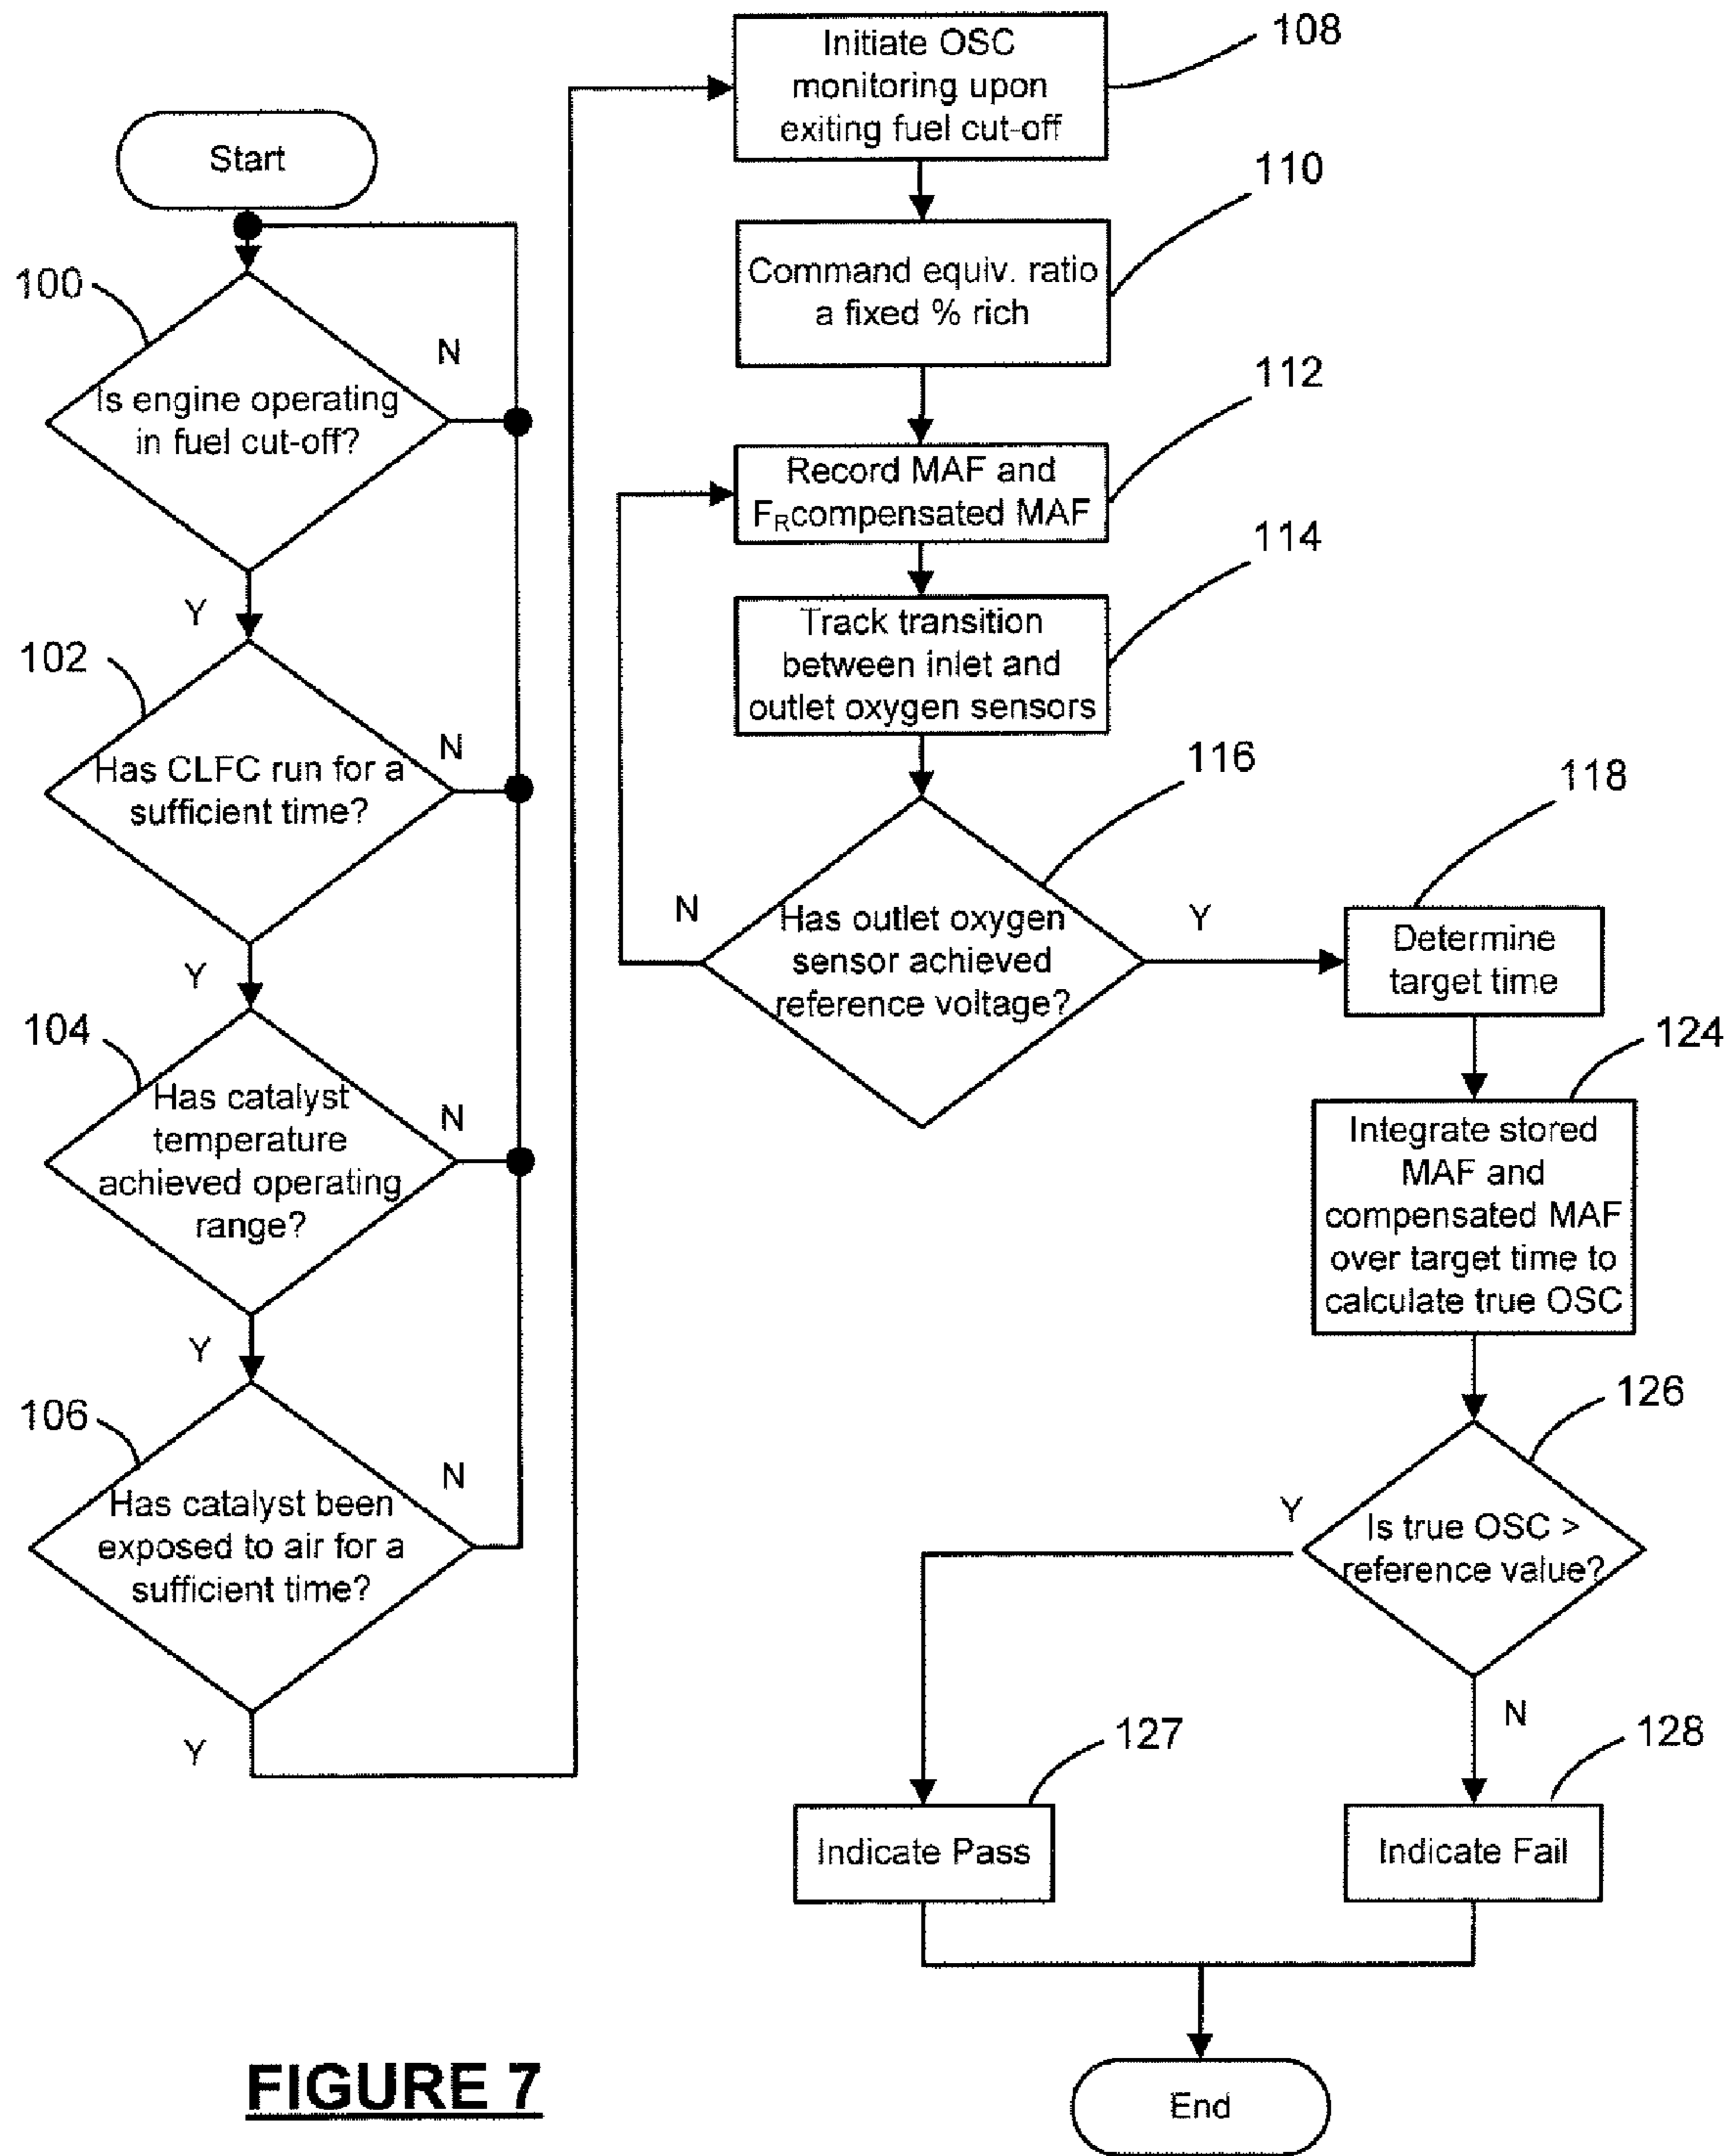 Start
100
Is engine operating
in fuel cut-off?
N
Y
102
Has CLFC run for a
sufficient time?
N
Y
104
Has catalyst
temperature
achieved operating
range?
N
Y
106
Has catalyst been
exposed to air for a
sufficient time?
N
Y
108
Initiate OSC
monitoring upon
exiting fuel cut-off
110
Command equiv. ratio
a fixed % rich
112
Record MAF and
FRcompensated MAF
114
Track transition
between inlet and
outlet oxygen sensors
116
Has outlet oxygen
sensor achieved
reference voltage?
N
Y
118
Determine
target time
124
Integrate stored
MAF and
compensated MAF
over target time to
calculate true OSC
126
Is true OSC >
reference value?
Y
N
127
Indicate Pass
128
Indicate Fail
End
FIGURE 7